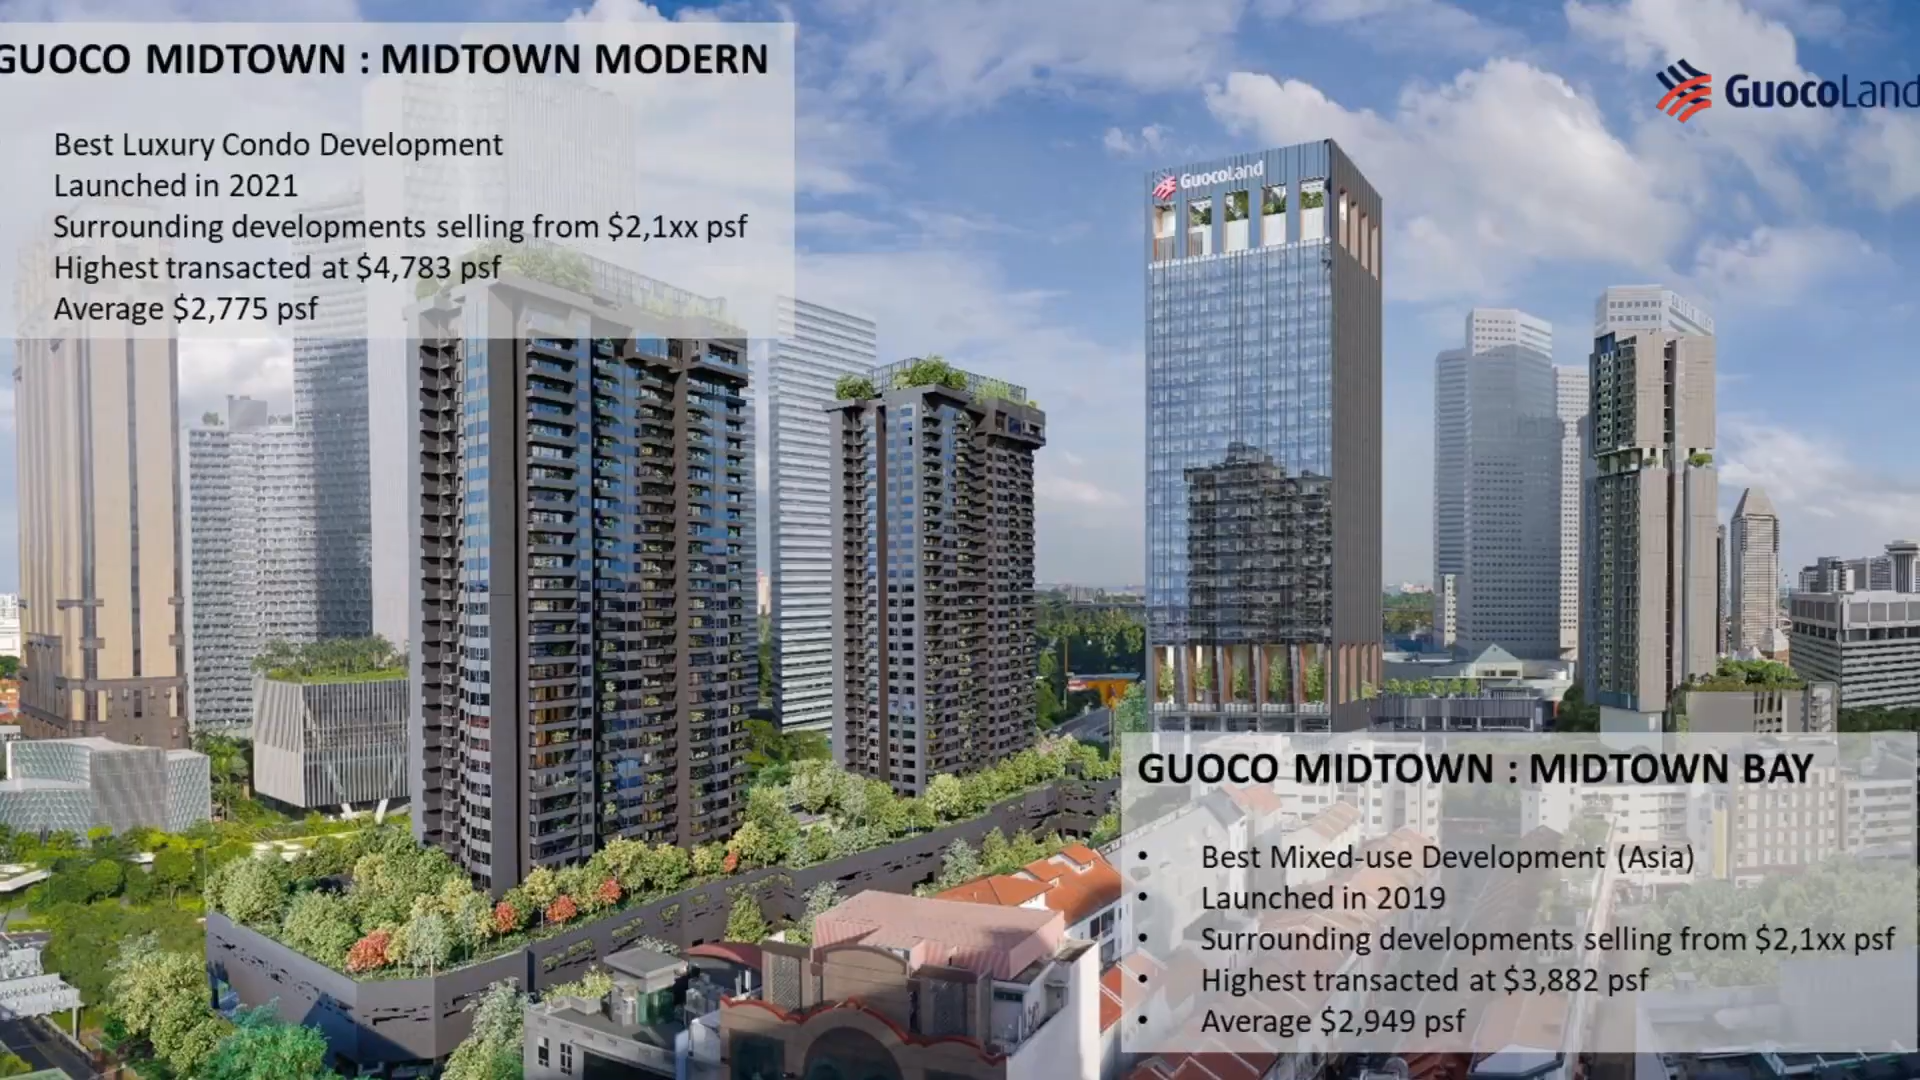 GUOCO MIDTOWN : MIDTOWN MODERN
Best Luxury Condo Development
Launched in 2021
Surrounding developments selling from $2,1xx psf
Highest transacted at $4,783 psf
Average $2,775 psf
GUOCOLAND
GUOCOLAND
GUOCO MIDTOWN : MIDTOWN BAY
• Best Mixed-use Development (Asia)
• Launched in 2019
• Surrounding developments selling from $2,1xx psf
• Highest transacted at $3,882 psf
• Average $2,949 psf